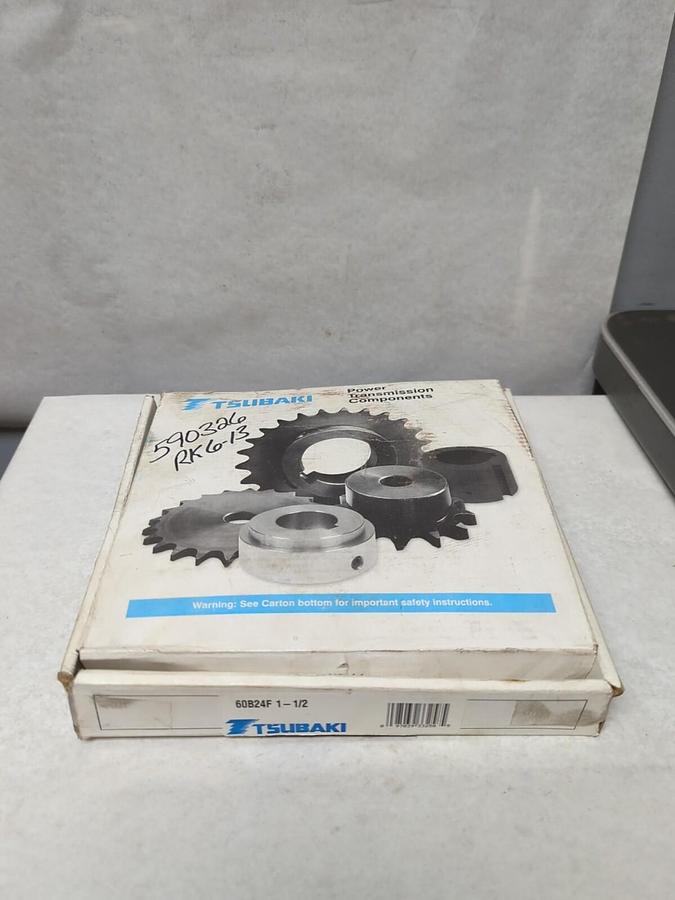 TSUBAKI
Power
Transmission
Components
590326
RK6-13
Warning: See Carton bottom for important safety instructions.
60B24F 1-1/2
TSUBAKI